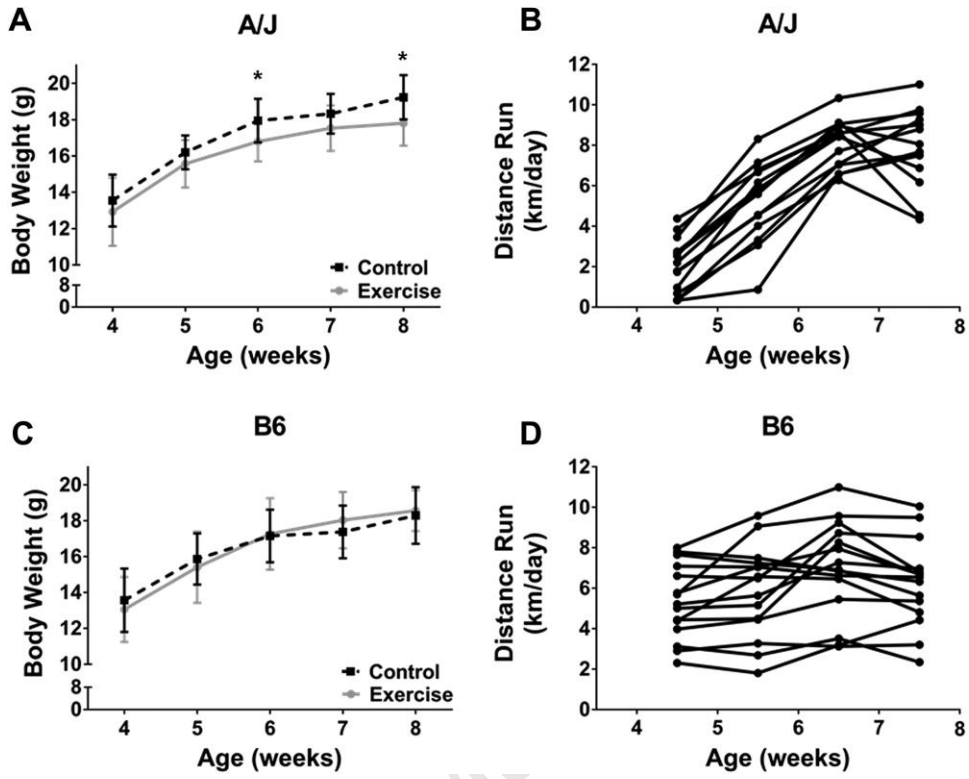 A
A/J
* *
Body Weight (g)
20
18
16
14
12
10
8
0
Control
Exercise
4 5 6 7 8
Age (weeks)
B
A/J
Distance Run
(km/day)
12
10
8
6
4
2
0
4 5 6 7 8
Age (weeks)
C
B6
Body Weight (g)
20
18
16
14
12
10
8
0
Control
Exercise
4 5 6 7 8
Age (weeks)
D
B6
Distance Run
(km/day)
12
10
8
6
4
2
0
4 5 6 7 8
Age (weeks)